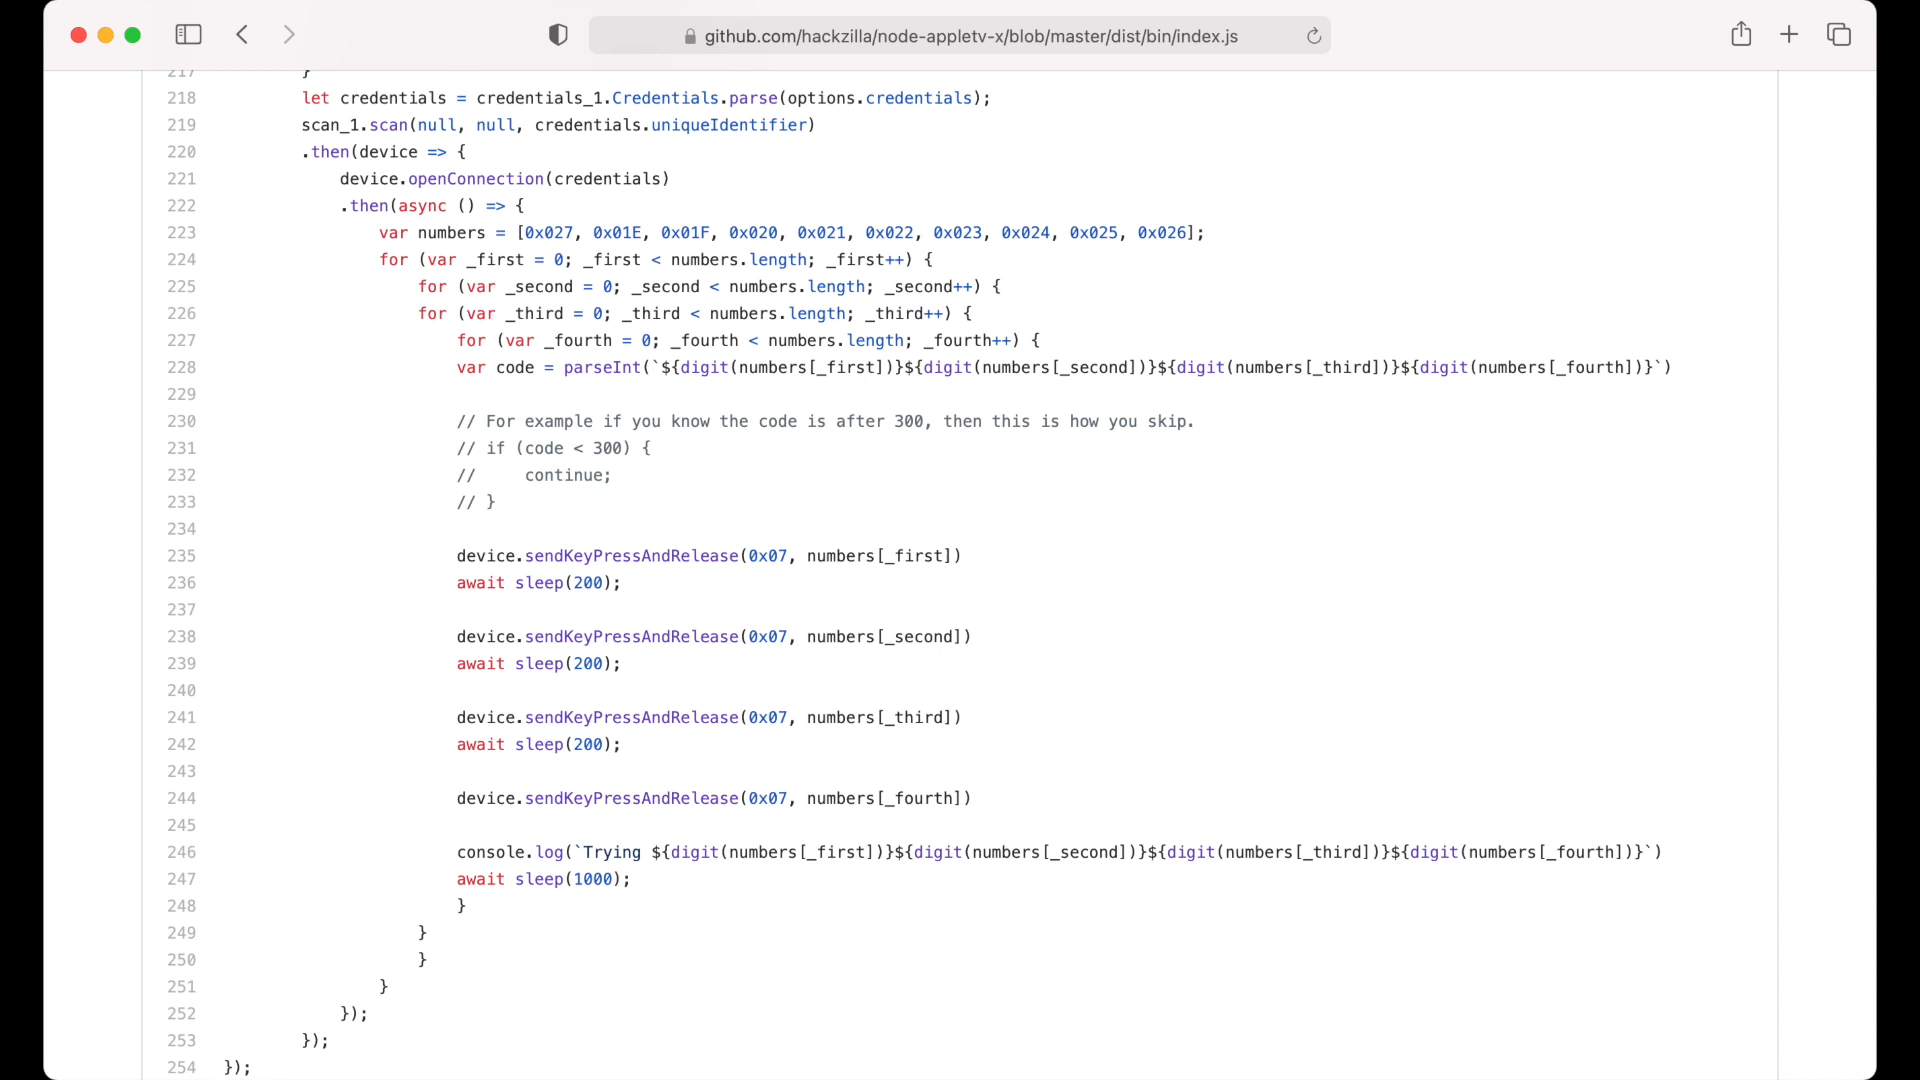 github.com/hackzilla/node-appletv-x/blob/master/dist/bin/index.js
217 }
218 let credentials = credentials_1.Credentials.parse(options.credentials);
219 scan_1.scan(null, null, credentials.uniqueIdentifier)
220 .then(device => {
221 device.openConnection(credentials)
222 .then(async () => {
223 var numbers = [0x027, 0x01E, 0x01F, 0x020, 0x021, 0x022, 0x023, 0x024, 0x025, 0x026];
224 for (var _first = 0; _first < numbers.length; _first++) {
225 for (var _second = 0; _second < numbers.length; _second++) {
226 for (var _third = 0; _third < numbers.length; _third++) {
227 for (var _fourth = 0; _fourth < numbers.length; _fourth++) {
228 var code = parseInt(`${digit(numbers[_first])}${digit(numbers[_second])}${digit(numbers[_third])}${digit(numbers[_fourth])}`)
229
230 // For example if you know the code is after 300, then this is how you skip.
231 // if (code < 300) {
232 //     continue;
233 // }
234
235 device.sendKeyPressAndRelease(0x07, numbers[_first])
236 await sleep(200);
237
238 device.sendKeyPressAndRelease(0x07, numbers[_second])
239 await sleep(200);
240
241 device.sendKeyPressAndRelease(0x07, numbers[_third])
242 await sleep(200);
243
244 device.sendKeyPressAndRelease(0x07, numbers[_fourth])
245
246 console.log(`Trying ${digit(numbers[_first])}${digit(numbers[_second])}${digit(numbers[_third])}${digit(numbers[_fourth])}`)
247 await sleep(1000);
248 }
249 }
250 }
251 }
252 });
253 });
254 });